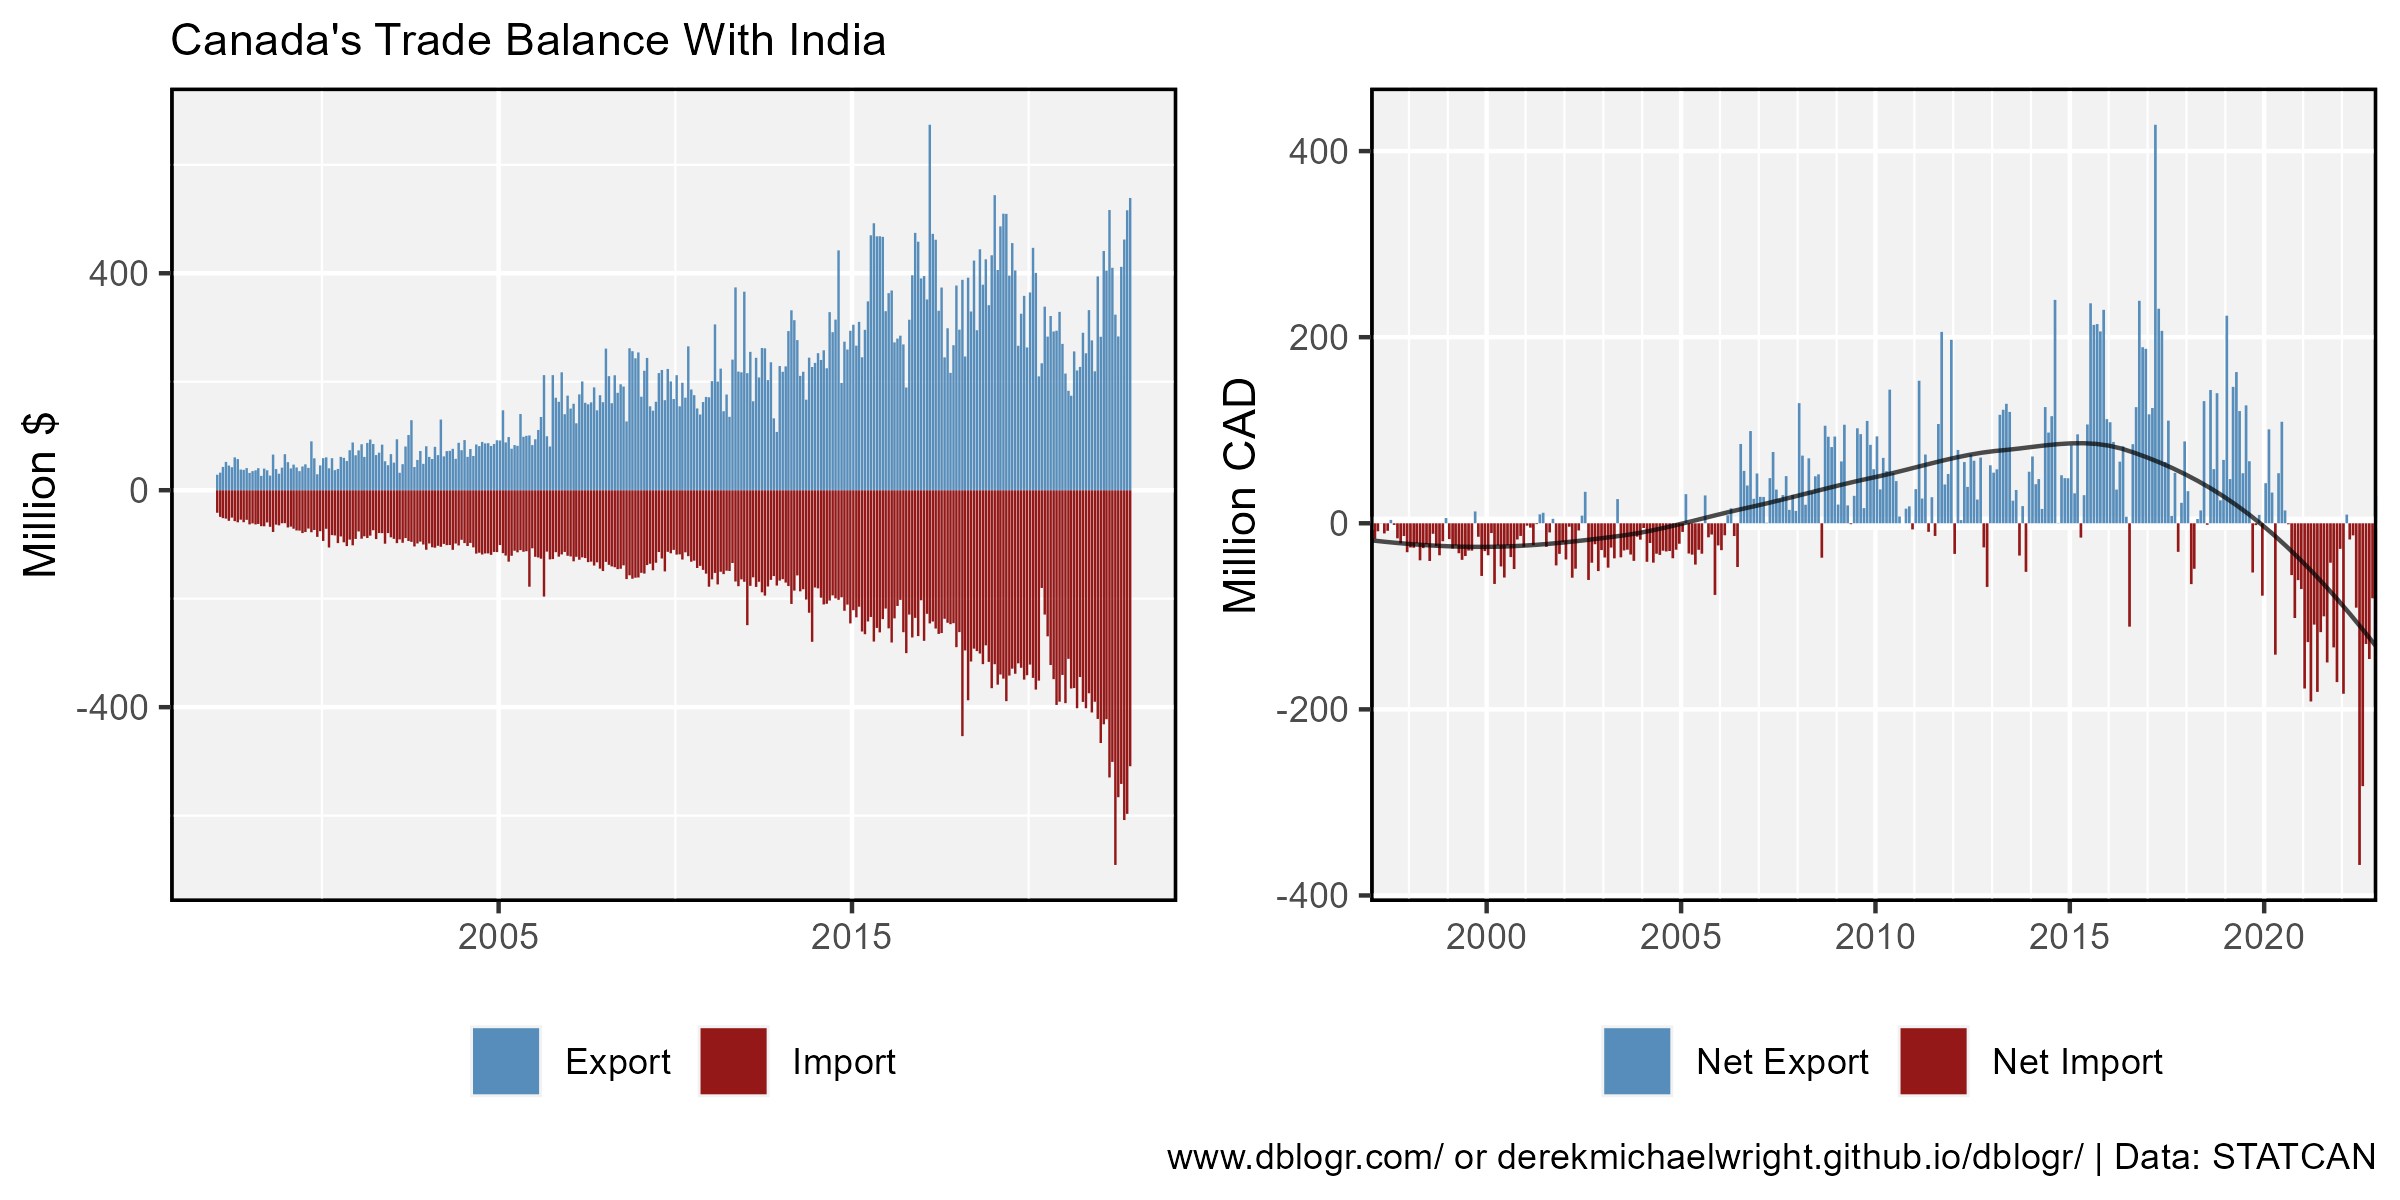 Canada's Trade Balance With India
Million $
400
0
-400
2005 2015
Export Import
Million CAD
400
200
0
-200
-400
2000 2005 2010 2015 2020
Net Export Net Import
www.dblogr.com/ or derekmichaelwright.github.io/dblogr/ | Data: STATCAN